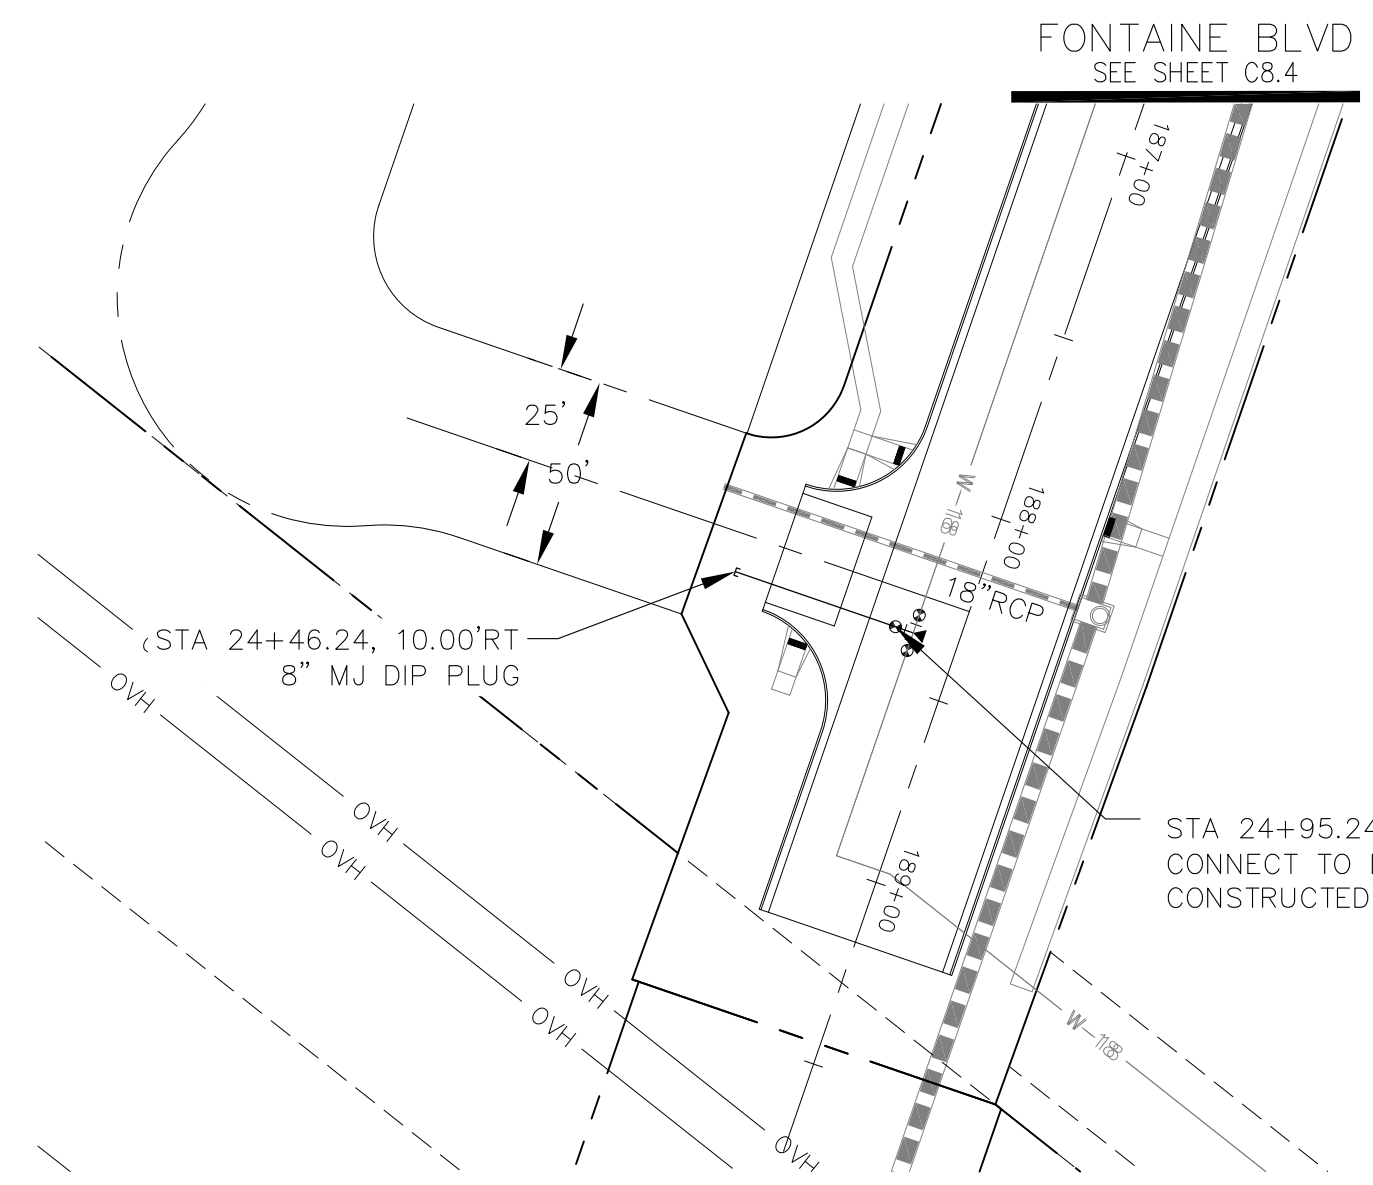 FONTAINE BLVD
SEE SHEET C8.4
187+00
25'
50'
W-118
188+00
18"RCP
STA 24+46.24, 10.00'RT
8" MJ DIP PLUG
OVH
OVH
OVH
STA 24+95.24
CONNECT TO
CONSTRUCTED
189+00
OVH
OVH
W-118
OVH